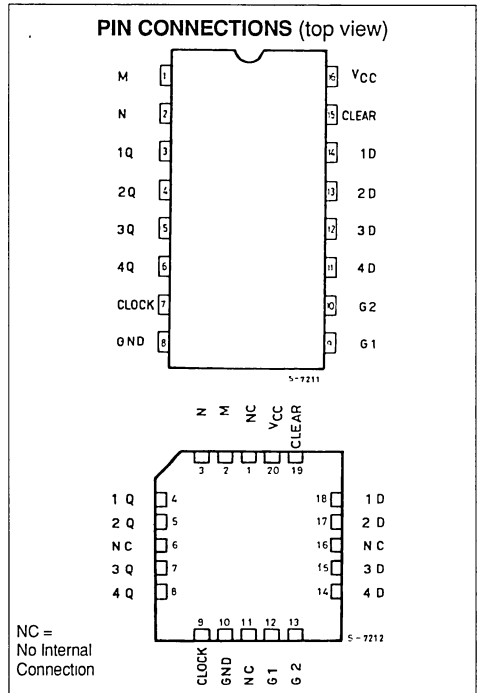 PIN CONNECTIONS (top view)
M 1 16 VCC
N 2 15 CLEAR
1Q 3 14 1D
2Q 4 13 2D
3Q 5 12 3D
4Q 6 11 4D
CLOCK 7 10 G2
GND 8 9 G1
S-7211
N M NC VCC CLEAR
3 2 1 20 19
1 Q 4 18 1 D
2 Q 5 17 2 D
NC 6 16 NC
3 Q 7 15 3 D
4 Q 8 14 4 D
9 10 11 12 13
S-7212
CLOCK GND NC G1 G2
NC =
No Internal
Connection